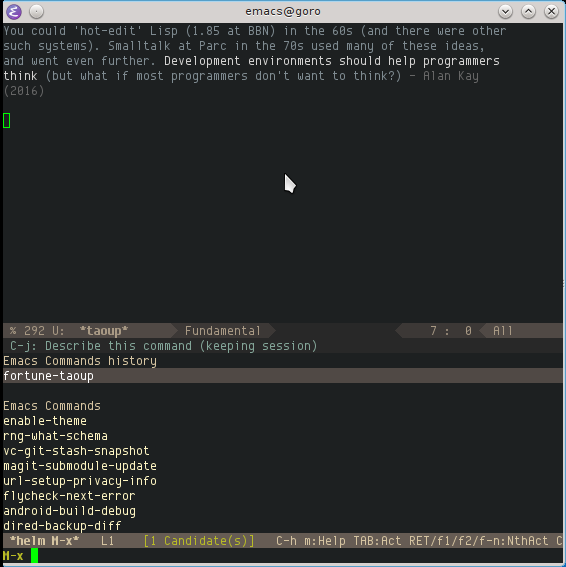 emacs@goro
You could 'hot-edit' Lisp (1.85 at BBN) in the 60s (and there were other
such systems). Smalltalk at Parc in the 70s used many of these ideas,
and went even further. Development environments should help programmers
think (but what if most programmers don't want to think?) – Alan Kay
(2016)
% 292 U: *taoup* Fundamental 7 : 0 All
C-j: Describe this command (keeping session)
Emacs Commands history
fortune-taoup
Emacs Commands
enable-theme
rng-what-schema
vc-git-stash-snapshot
magit-submodule-update
url-setup-privacy-info
flycheck-next-error
android-build-debug
dired-backup-diff
*helm M-x* L1 [1 Candidate(s)] C-h m:Help TAB:Act RET/f1/f2/f-n:NthAct C
M-x